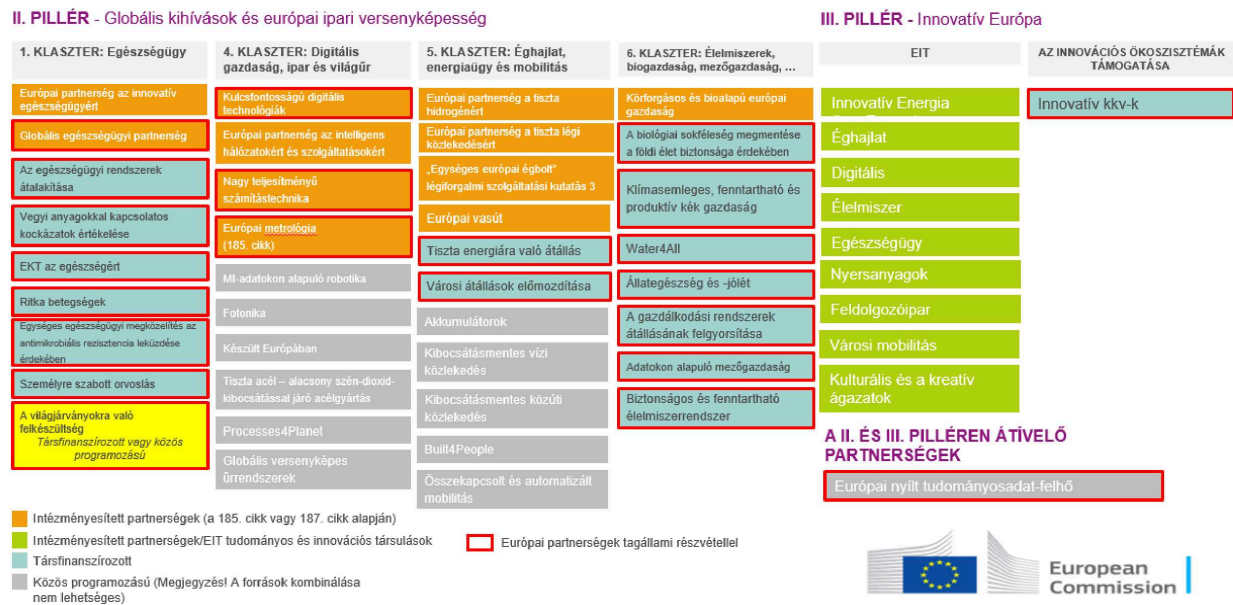 II. PILLÉR - Globális kihívások és európai ipari versenyképesség
1. KLASZTER: Egészségügy
Európai partnerség az innovatív
egészségügyért
Globális egészségügyi partnerség
Az egészségügyi rendszerek
átalakítása
Vegyi anyagokkal kapcsolatos
kockázatok értékelése
EKT az egészségért
Ritka betegségek
Egységes egészségügyi megközelítés az
antimikrobiális rezisztencia leküzdése
érdekében
Személyre szabott orvoslás
A világjárványokra való
felkészültség
Társfinanszírozott vagy közös
programozású
4. KLASZTER: Digitális
gazdaság, ipar és világűr
Kulcsfontosságú digitális
technológiák
Európai partnerség az intelligens
hálózatokért és szolgáltatásokért
Nagy teljesítményű
számítástechnika
Európai metrológia
(185. cikk)
MI-adatokon alapuló robotika
Fotonika
Készült Európában
Tiszta acél – alacsony szén-dioxid-
kibocsátással járó acélgyártás
Processes4Planet
Globális versenyképes
űrrendszerek
5. KLASZTER: Éghajlat,
energiaügy és mobilitás
Európai partnerség a tiszta
hidrogénért
Európai partnerség a tiszta légi
közlekedésért
„Egységes európai égbolt”
légiforgalmi szolgáltatási kutatás 3
Európai vasút
Tiszta energiára való átállás
Városi átállások előmozdítása
Akkumulátorok
Kibocsátásmentes vízi
közlekedés
Kibocsátásmentes közúti
közlekedés
Built4People
Összekapcsolt és automatizált
mobilitás
6. KLASZTER: Élelmiszerek,
biogazdaság, mezőgazdaság, …
Körforgásos és bioalapú európai
gazdaság
A biológiai sokféleség megmentése
a földi élet biztonsága érdekében
Klímasemleges, fenntartható és
produktív kék gazdaság
Water4All
Állategészség és -jólét
A gazdálkodási rendszerek
átállásának felgyorsítása
Adatokon alapuló mezőgazdaság
Biztonságos és fenntartható
élelmiszerrendszer
III. PILLÉR - Innovatív Európa
EIT
Innovatív Energia
Éghajlat
Digitális
Élelmiszer
Egészségügy
Nyersanyagok
Feldolgozóipar
Városi mobilitás
Kulturális és a kreatív
ágazatok
AZ INNOVÁCIÓS ÖKOSZISZTÉMÁK
TÁMOGATÁSA
Innovatív kkv-k
A II. ÉS III. PILLÉREN ÁTÍVELŐ
PARTNERSÉGEK
Európai nyílt tudományosadat-felhő
Intézményesített partnerségek (a 185. cikk vagy 187. cikk alapján)
Intézményesített partnerségek/EIT tudományos és innovációs társulások
Társfinanszírozott
Közös programozású (Megjegyzés! A források kombinálása
nem lehetséges)
Európai partnerségek tagállami részvétellel
European
Commission